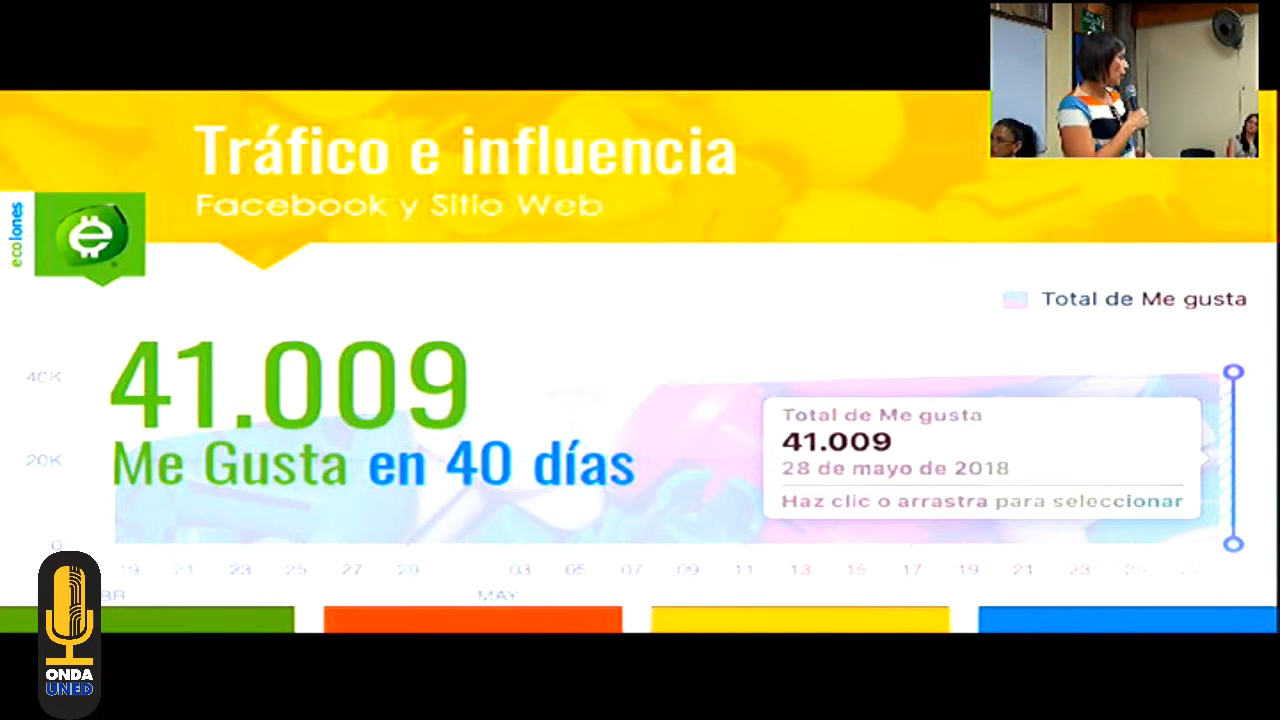 Tráfico e influencia
Facebook y Sitio Web
ecolones
Total de Me gusta
41.009
Me Gusta en 40 días
40K
20K
0
Total de Me gusta
41.009
28 de mayo de 2018
Haz clic o arrastra para seleccionar
19 21 23 25 27 29 03 05 07 09 11 13 15 17 19 21 23
MAY
ONDA
UNED